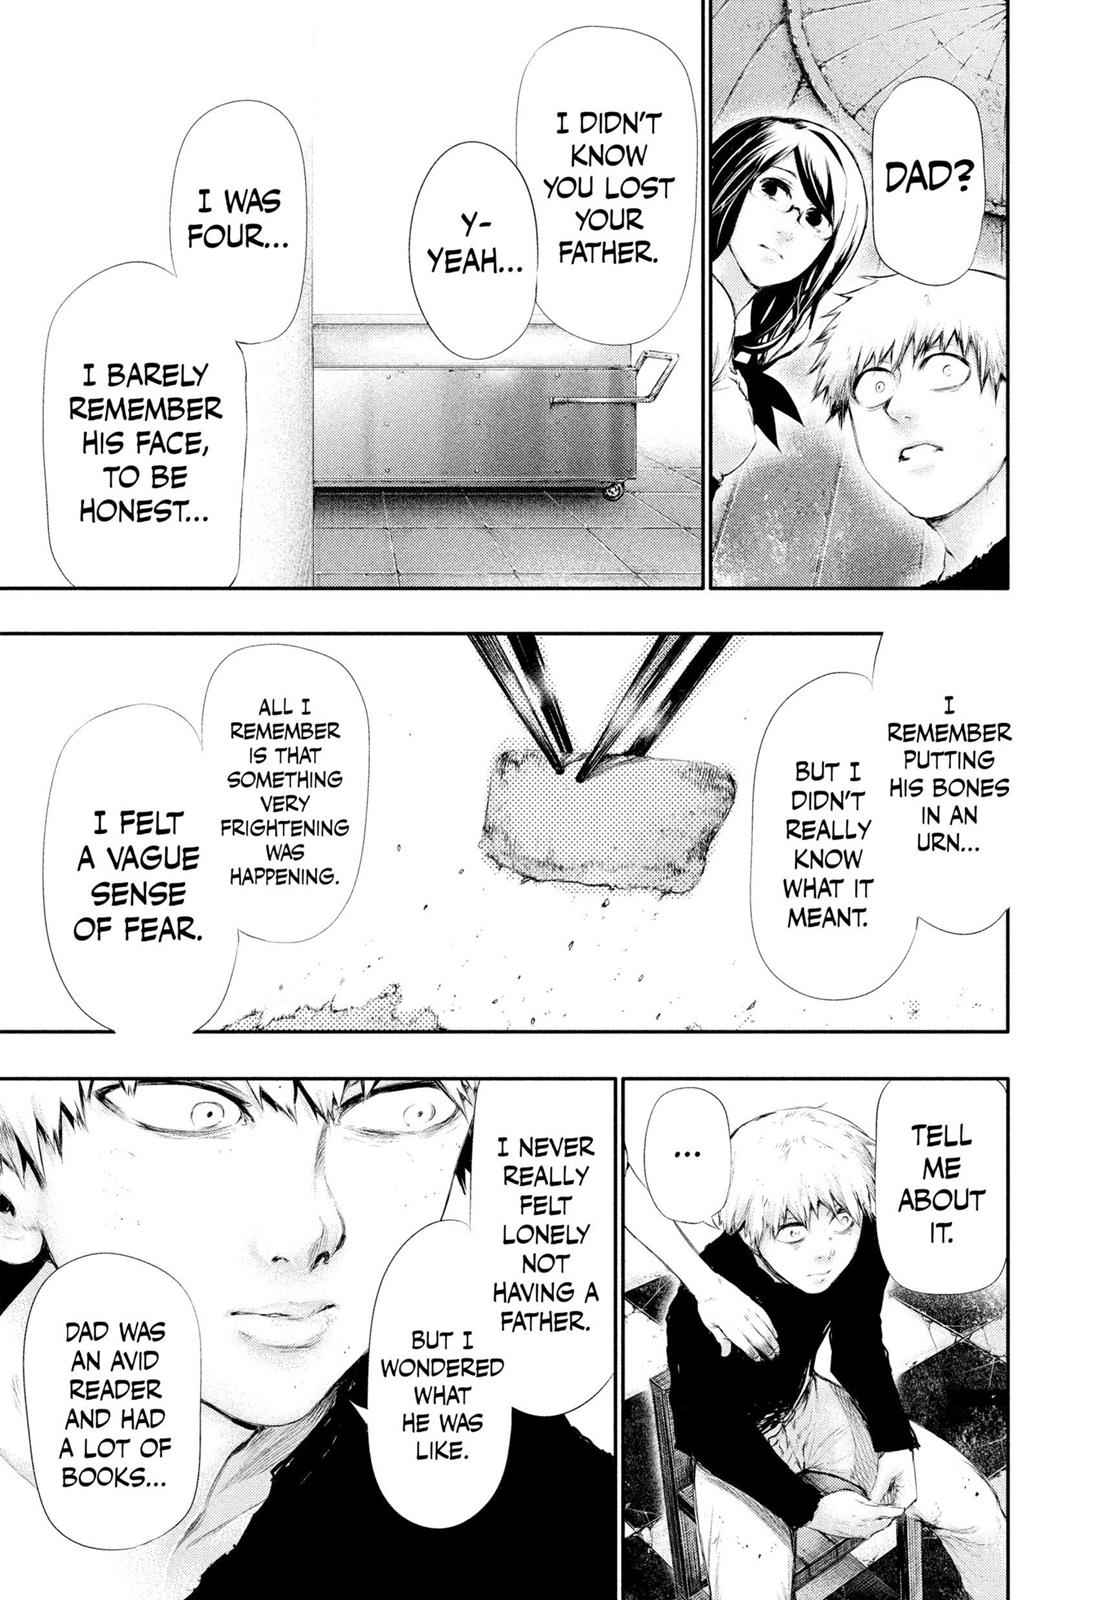 DAD?
I DIDN'T
KNOW
YOU LOST
YOUR
FATHER.
Y-
YEAH...
I WAS
FOUR...
I BARELY
REMEMBER
HIS FACE,
TO BE
HONEST...
I
REMEMBER
PUTTING
HIS BONES
IN AN
URN...
BUT I
DIDN'T
REALLY
KNOW
WHAT IT
MEANT.
ALL I
REMEMBER
IS THAT
SOMETHING
VERY
FRIGHTENING
WAS
HAPPENING.
I FELT
A VAGUE
SENSE
OF FEAR.
TELL
ME
ABOUT
IT.
...
I NEVER
REALLY
FELT
LONELY
NOT
HAVING A
FATHER.
BUT I
WONDERED
WHAT
HE WAS
LIKE.
DAD WAS
AN AVID
READER
AND HAD
A LOT OF
BOOKS...